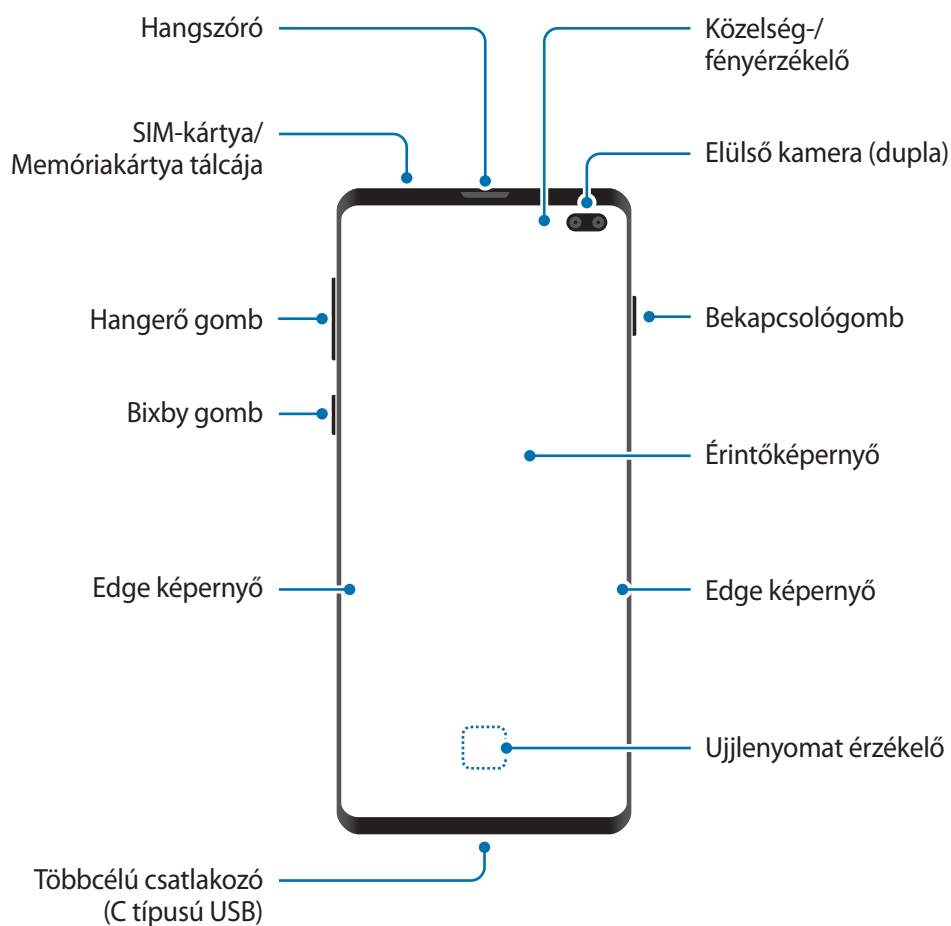 Hangszóró
Közelség-/
fényérzékelő
SIM-kártya/
Memóriakártya tálcája
Elülső kamera (dupla)
Hangerő gomb
Bekapcsológomb
Bixby gomb
Érintőképernyő
Edge képernyő
Edge képernyő
Ujjlenyomat érzékelő
Többcélú csatlakozó
(C típusú USB)